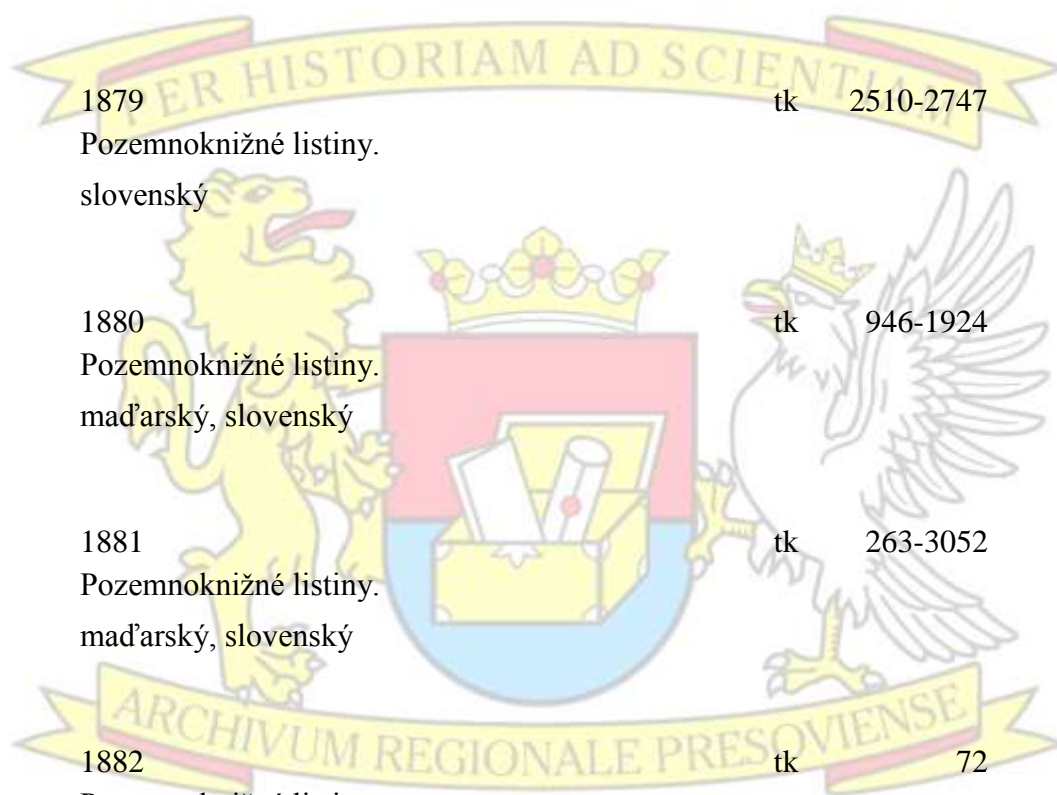 PER HISTORIAM AD SCIENTIAM
1879 tk 2510-2747
Pozemnoknižné listiny.
slovenský
1880 tk 946-1924
Pozemnoknižné listiny.
maďarský, slovenský
1881 tk 263-3052
Pozemnoknižné listiny.
maďarský, slovenský
ARCHIVUM REGIONALE PRESOVIENSE
1882 tk 72